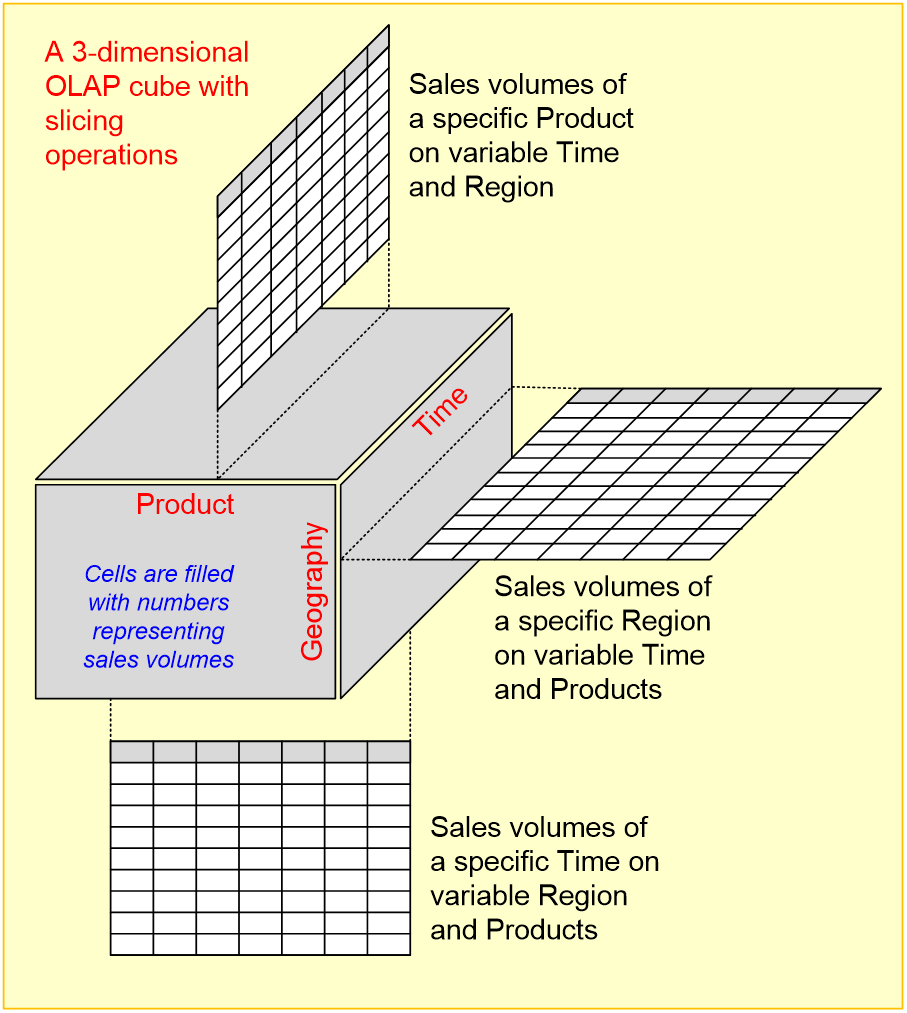 A 3-dimensional
OLAP cube with
slicing
operations
Sales volumes of
a specific Product
on variable Time
and Region
Time
Product
Geography
Cells are filled
with numbers
representing
sales volumes
Sales volumes of
a specific Region
on variable Time
and Products
Sales volumes of
a specific Time on
variable Region
and Products